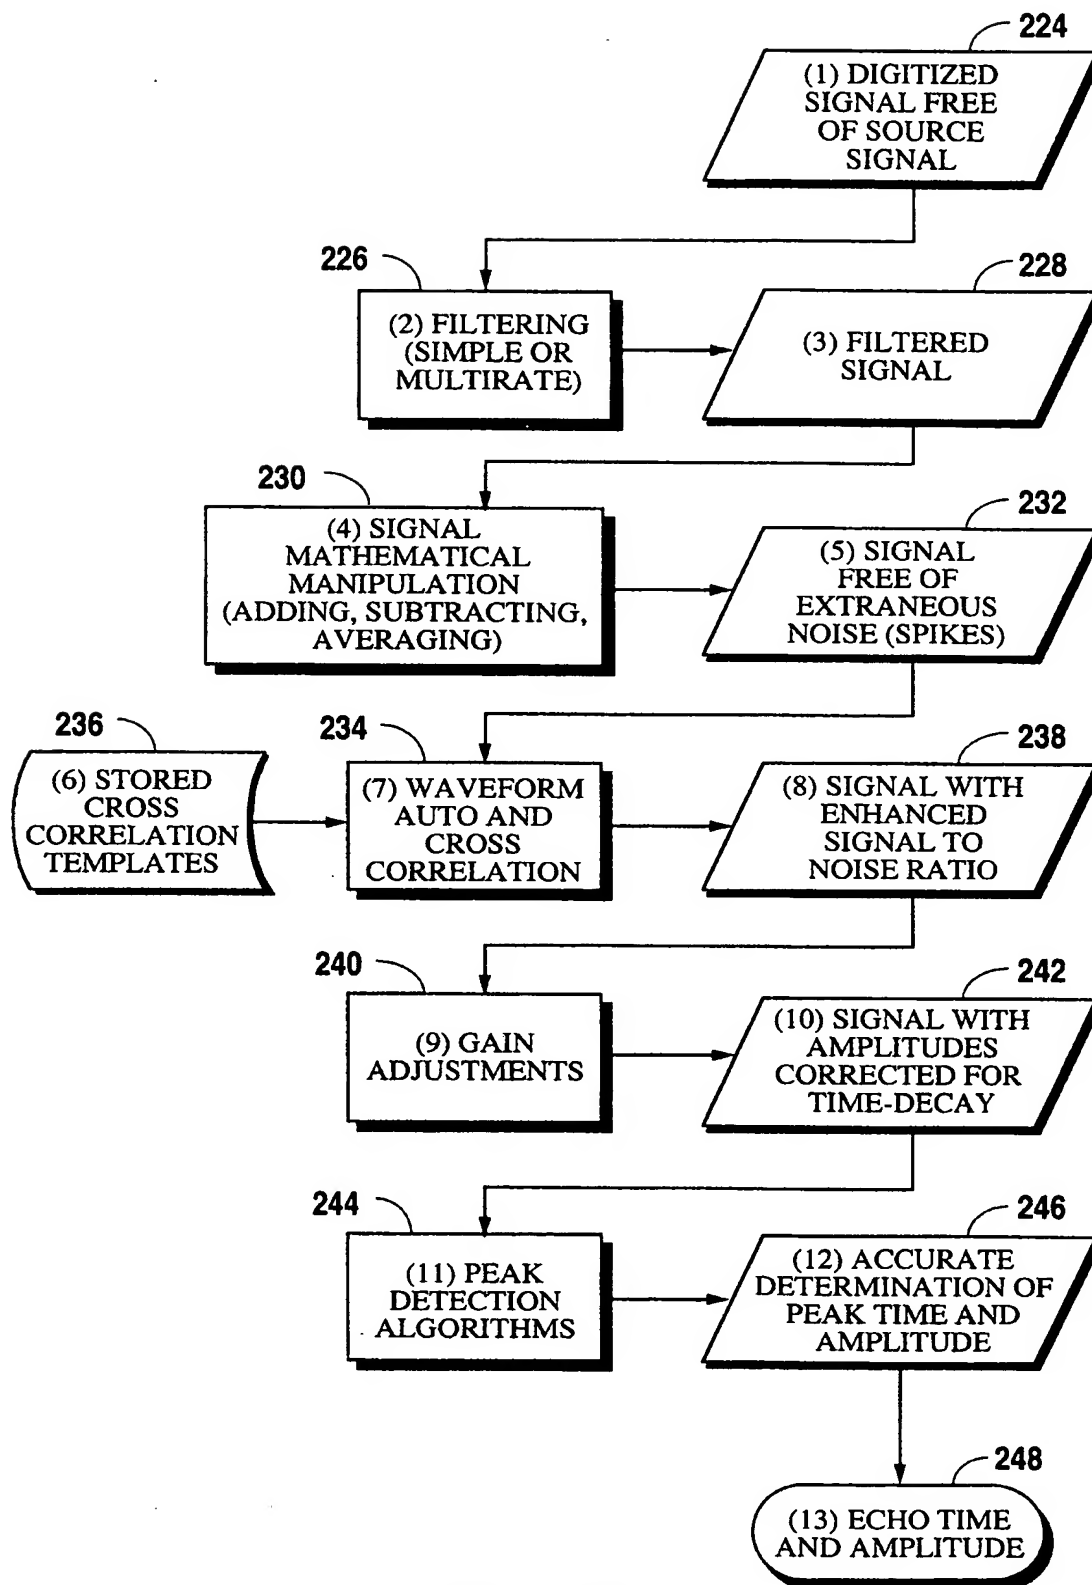 224
(1) DIGITIZED
SIGNAL FREE
OF SOURCE
SIGNAL
226
(2) FILTERING
(SIMPLE OR
MULTIRATE)
228
(3) FILTERED
SIGNAL
230
(4) SIGNAL
MATHEMATICAL
MANIPULATION
(ADDING, SUBTRACTING,
AVERAGING)
232
(5) SIGNAL
FREE OF
EXTRANEOUS
NOISE (SPIKES)
236
(6) STORED
CROSS
CORRELATION
TEMPLATES
234
(7) WAVEFORM
AUTO AND
CROSS
CORRELATION
238
(8) SIGNAL WITH
ENHANCED
SIGNAL TO
NOISE RATIO
240
(9) GAIN
ADJUSTMENTS
242
(10) SIGNAL WITH
AMPLITUDES
CORRECTED FOR
TIME-DECAY
244
(11) PEAK
DETECTION
ALGORITHMS
246
(12) ACCURATE
DETERMINATION OF
PEAK TIME AND
AMPLITUDE
248
(13) ECHO TIME
AND AMPLITUDE